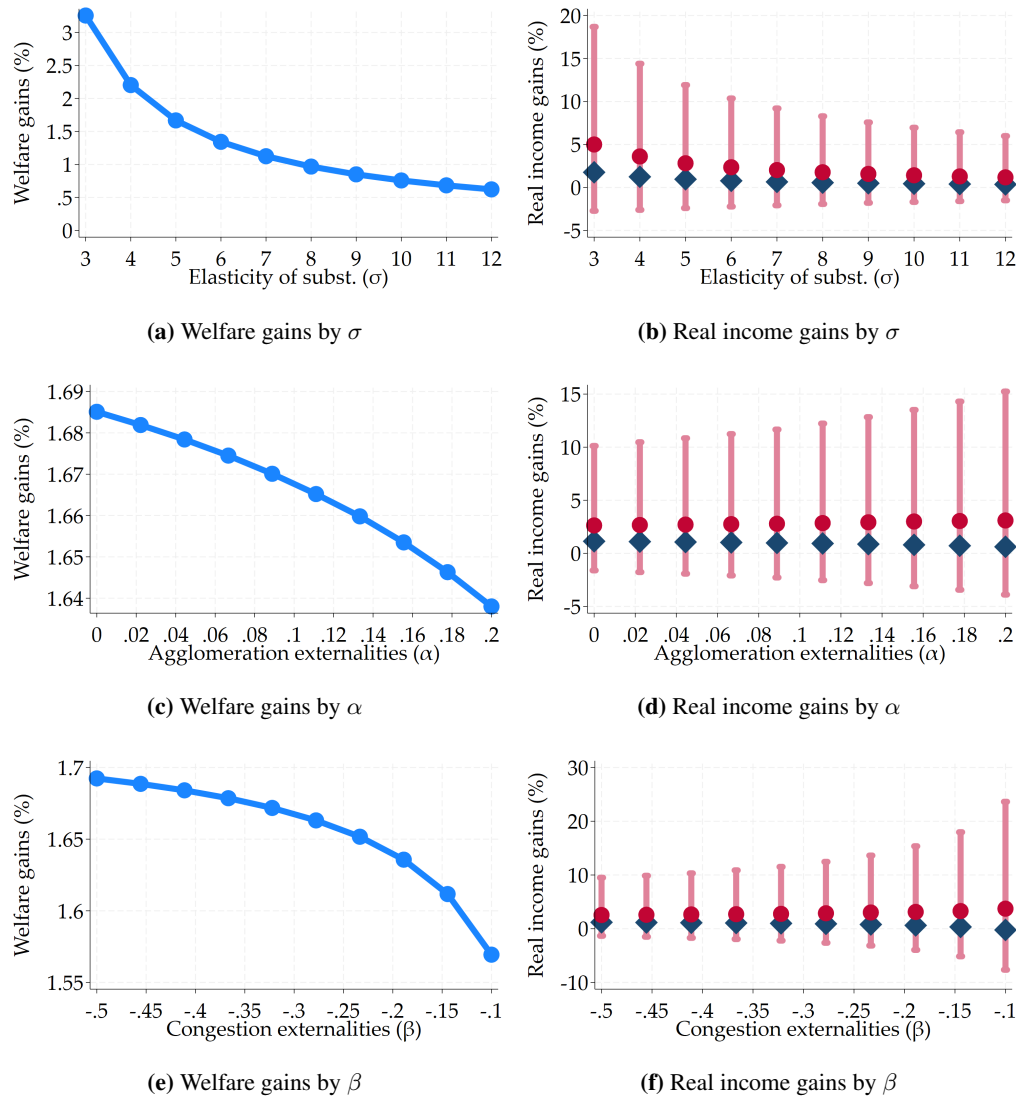 Welfare gains (%)
3
2.5
2
1.5
1
.5
0
3 4 5 6 7 8 9 10 11 12
Elasticity of subst. (σ)
(a) Welfare gains by σ
Real income gains (%)
20
15
10
5
0
-5
3 4 5 6 7 8 9 10 11 12
Elasticity of subst. (σ)
(b) Real income gains by σ
Welfare gains (%)
1.69
1.68
1.67
1.66
1.65
1.64
0 .02 .04 .06 .08 .1 .12 .14 .16 .18 .2
Agglomeration externalities (α)
(c) Welfare gains by α
Real income gains (%)
15
10
5
0
-5
0 .02 .04 .06 .08 .1 .12 .14 .16 .18 .2
Agglomeration externalities (α)
(d) Real income gains by α
Welfare gains (%)
1.7
1.65
1.6
1.55
-.5 -.45 -.4 -.35 -.3 -.25 -.2 -.15 -.1
Congestion externalities (β)
(e) Welfare gains by β
Real income gains (%)
30
20
10
0
-10
-.5 -.45 -.4 -.35 -.3 -.25 -.2 -.15 -.1
Congestion externalities (β)
(f) Real income gains by β